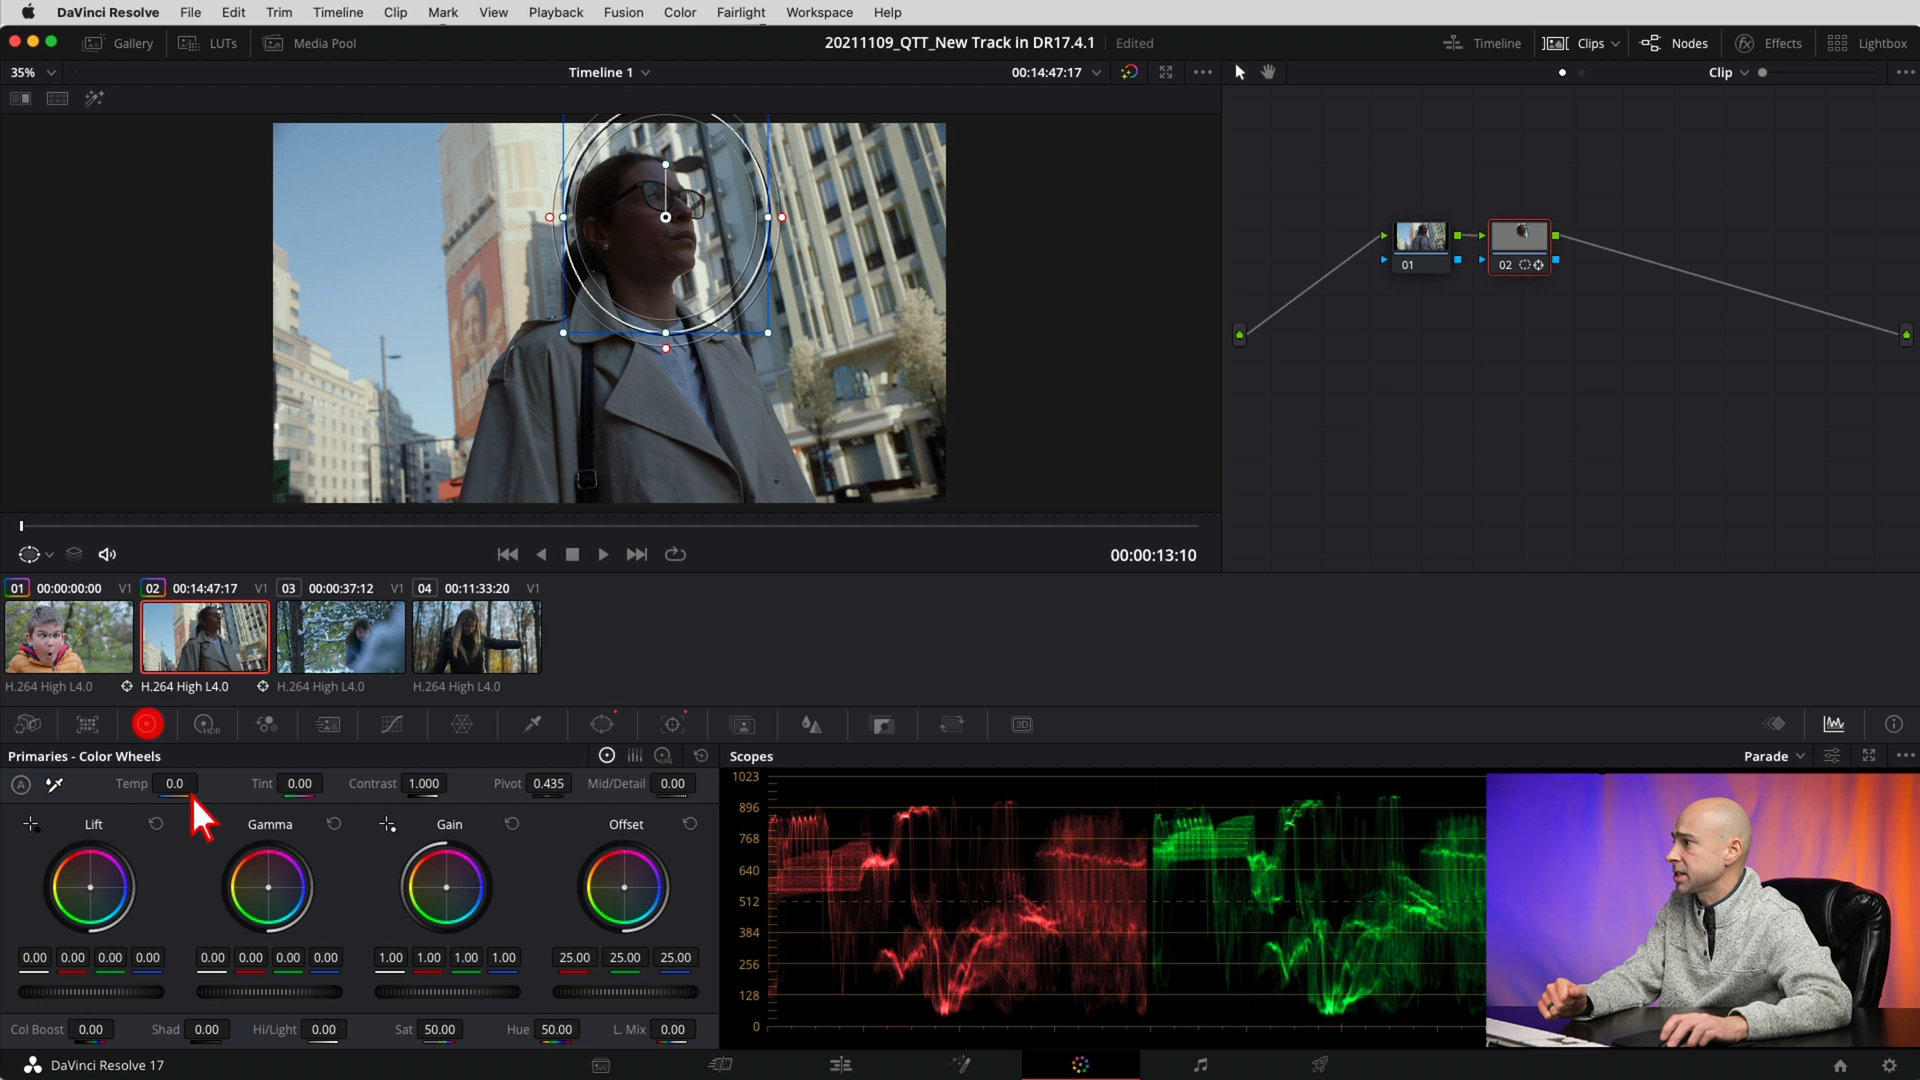 DaVinci Resolve File Edit Trim Timeline Clip Mark View Playback Fusion Color Fairlight Workspace Help
Gallery LUTs Media Pool 20211109_QTT_New Track in DR17.4.1 Edited Timeline Clips Nodes Effects Lightbox
35% Timeline 1 00:14:47:17 Clip
01 02
00:00:13:10
01 00:00:00:00 V1 02 00:14:47:17 V1 03 00:00:37:12 V1 04 00:11:33:20 V1
H.264 High L4.0 H.264 High L4.0 H.264 High L4.0 H.264 High L4.0
HDR 3D
Primaries - Color Wheels Scopes Parade
LOG
A Temp 0.0 Tint 0.00 Contrast 1.000 Pivot 0.435 Mid/Detail 0.00
Lift Gamma Gain Offset
0.00 0.00 0.00 0.00 0.00 0.00 0.00 0.00 1.00 1.00 1.00 1.00 25.00 25.00 25.00
Col Boost 0.00 Shad 0.00 Hi/Light 0.00 Sat 50.00 Hue 50.00 L. Mix 0.00
1023
896
768
640
512
384
256
128
0
DaVinci Resolve 17